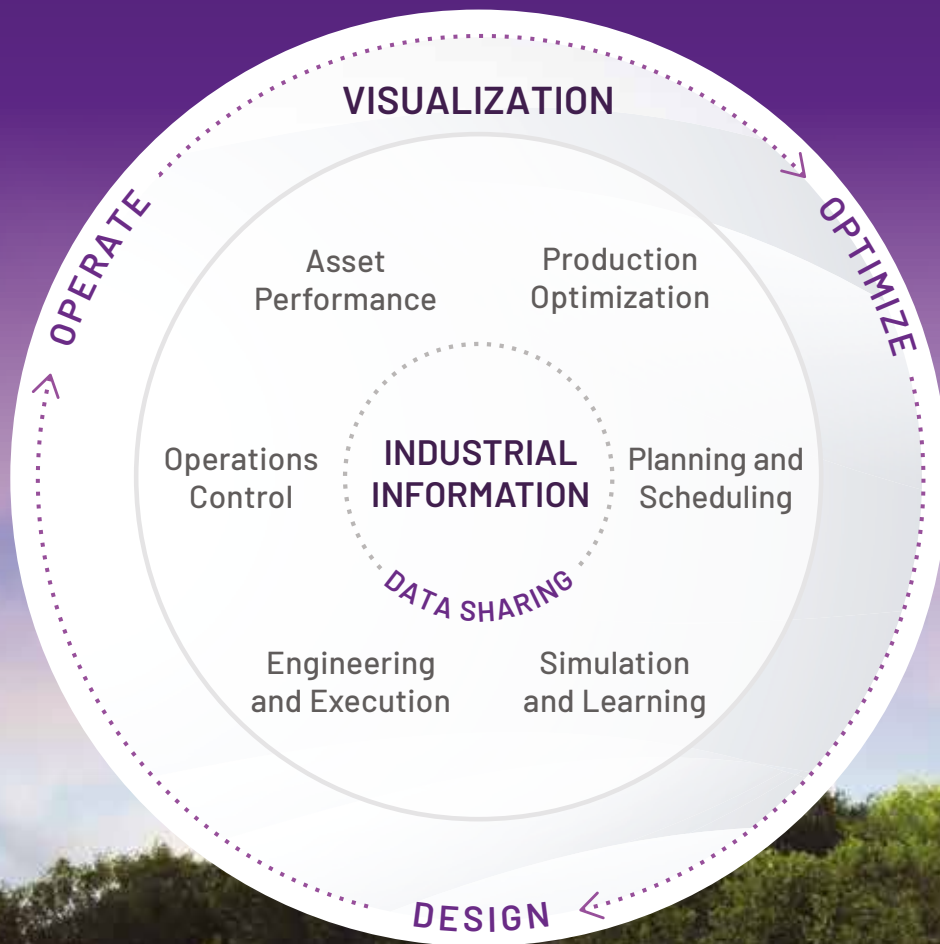 VISUALIZATION
OPERATE
OPTIMIZE
Asset
Performance
Production
Optimization
Operations
Control
INDUSTRIAL
INFORMATION
Planning and
Scheduling
DATA SHARING
Engineering
and Execution
Simulation
and Learning
DESIGN